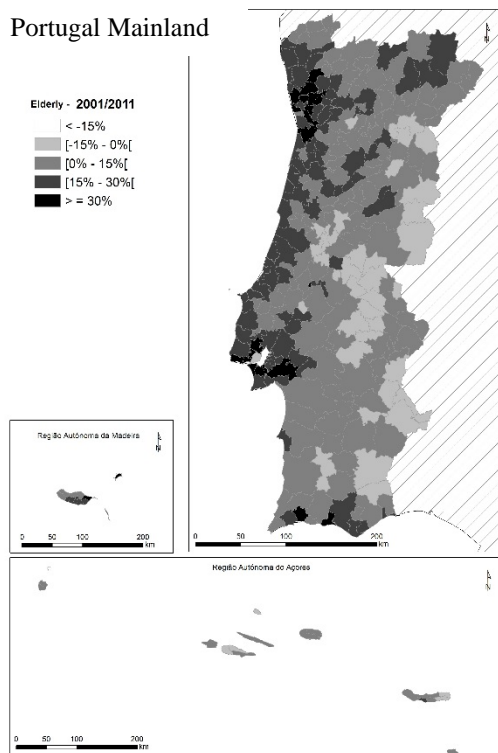 Portugal Mainland
N
Elderly - 2001/2011
< -15%
[-15% - 0%[
[0% - 15%[
[15% - 30%[
> = 30%
0 50 100 200
km
Região Autónoma da Madeira
N
0 50 100 200
km
Região Autónoma do Açores
N
0 50 100 200
km